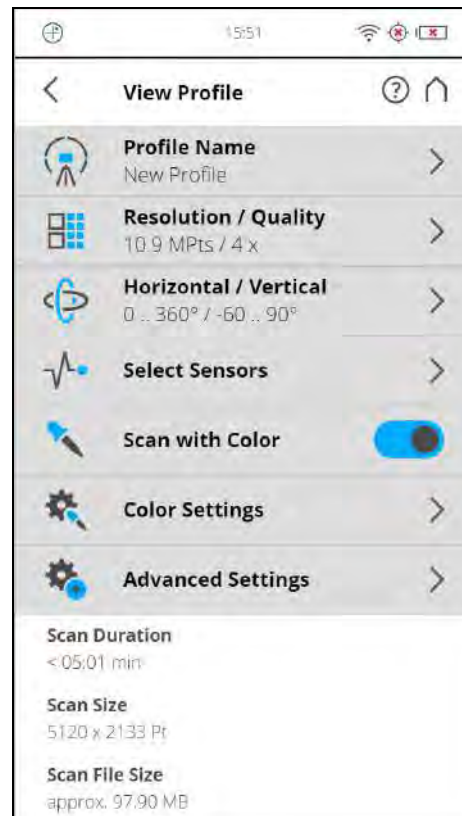 15:51
View Profile
Profile Name
New Profile
Resolution / Quality
10.9 MPts / 4 x
Horizontal / Vertical
0 .. 360° / -60 .. 90°
Select Sensors
Scan with Color
Color Settings
Advanced Settings
Scan Duration
< 05:01 min
Scan Size
5120 x 2133 Pt
Scan File Size
approx. 97.90 MB